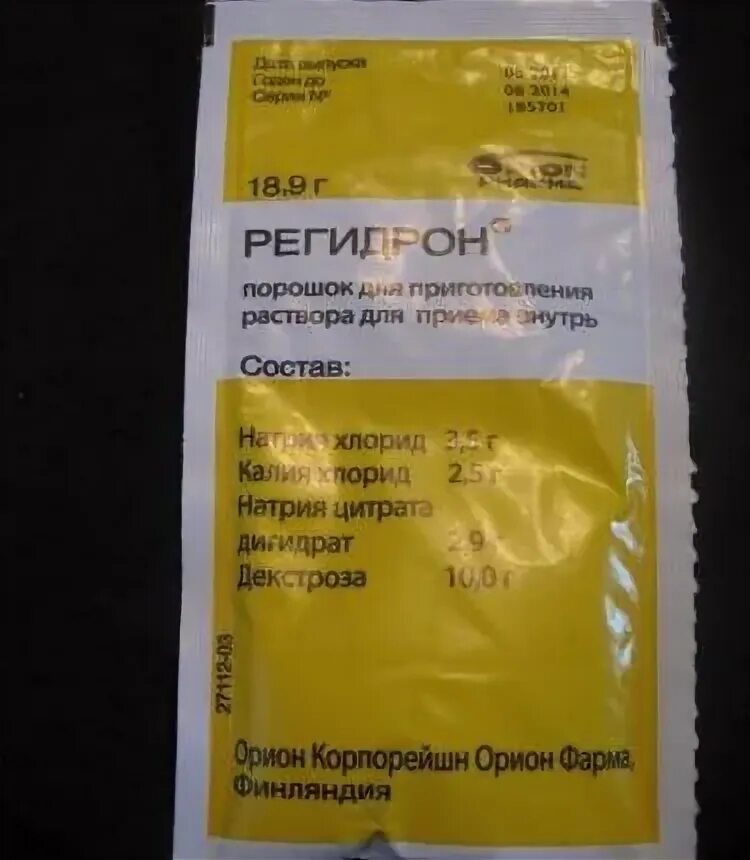 Дата выпуска
Годен до
Серия №
08 2014
185701
ORION
PHARMA
18,9 г
РЕГИДРОН®
порошок для приготовления
раствора для приема внутрь
Состав:
Натрия хлорид 3,5 г
Калия хлорид 2,5 г
Натрия цитрата
дигидрат 2,9 г
Декстроза 10,0 г
27112-03
Орион Корпорейшн Орион Фарма,
Финляндия